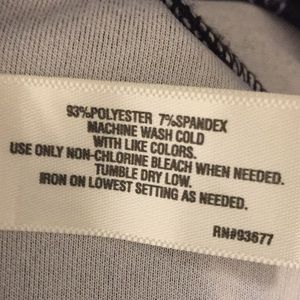 93%POLYESTER 7%SPANDEX
MACHINE WASH COLD
WITH LIKE COLORS.
USE ONLY NON-CHLORINE BLEACH WHEN NEEDED.
TUMBLE DRY LOW.
IRON ON LOWEST SETTING AS NEEDED.
RN#93677